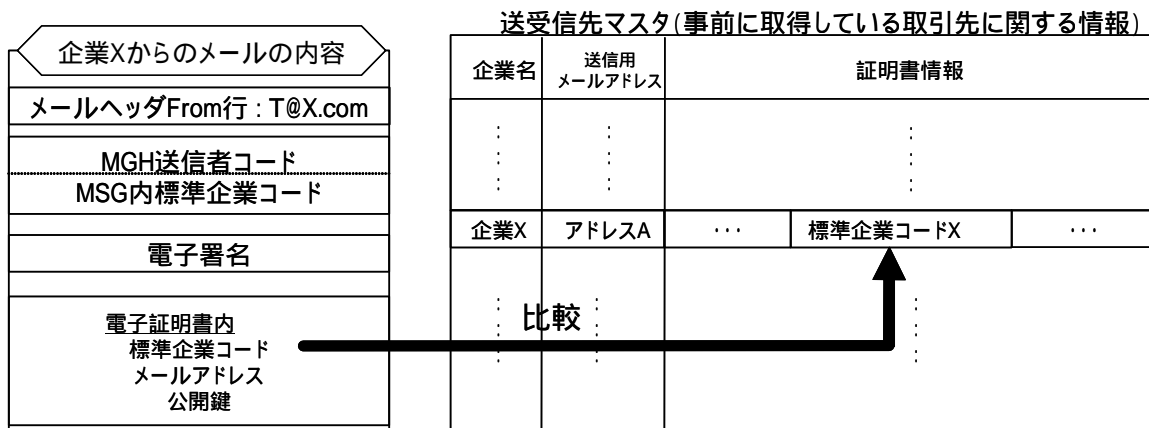 送受信先マスタ(事前に取得している取引先に関する情報)
企業Xからのメールの内容
メールヘッダFrom行：T@X.com
MGH送信者コード
MSG内標準企業コード
電子署名
電子証明書内
標準企業コード
メールアドレス
公開鍵
企業名
送信用
メールアドレス
証明書情報
企業X
アドレスA
・・・
標準企業コードX
・・・
比較